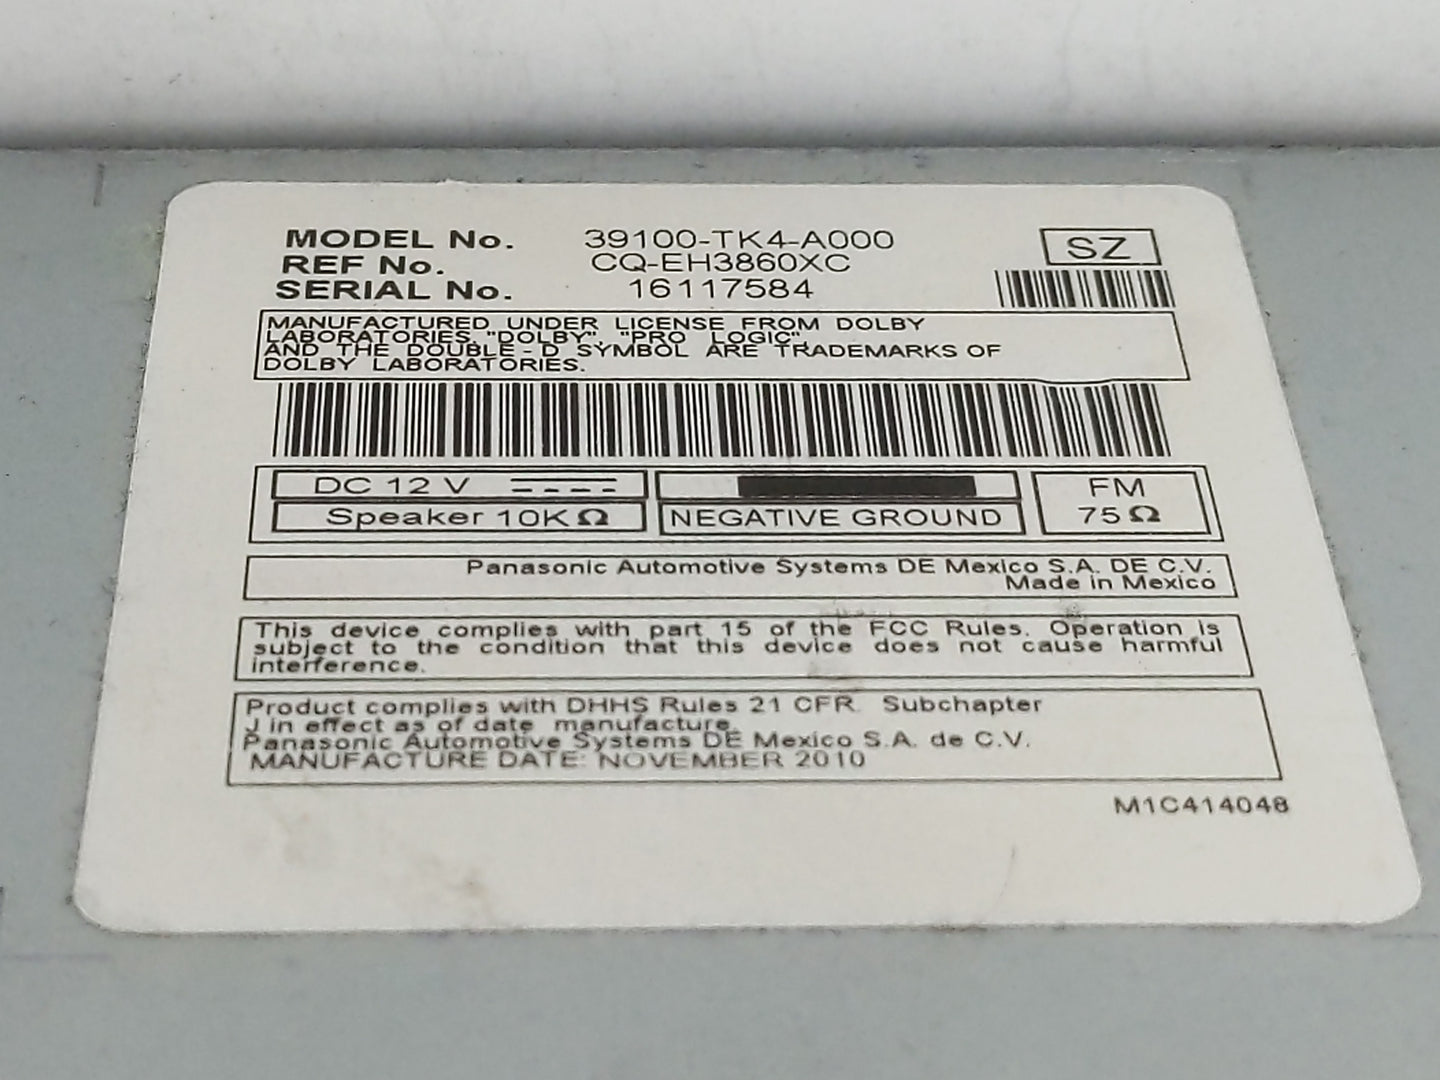 MODEL No. 39100-TK4-A000
SZ
REF No. CQ-EH3860XC
SERIAL No. 16117584
MANUFACTURED UNDER LICENSE FROM DOLBY
LABORATORIES. "DOLBY", "PRO LOGIC",
AND THE DOUBLE-D SYMBOL ARE TRADEMARKS OF
DOLBY LABORATORIES.
DC 12 V
FM
Speaker 10K Ω
NEGATIVE GROUND
75 Ω
Panasonic Automotive Systems DE Mexico S.A. DE C.V.
Made in Mexico
This device complies with part 15 of the FCC Rules. Operation is
subject to the condition that this device does not cause harmful
interference.
Product complies with DHHS Rules 21 CFR. Subchapter
J in effect as of date manufacture.
Panasonic Automotive Systems DE Mexico S.A. de C.V.
MANUFACTURE DATE: NOVEMBER 2010
M1C414048